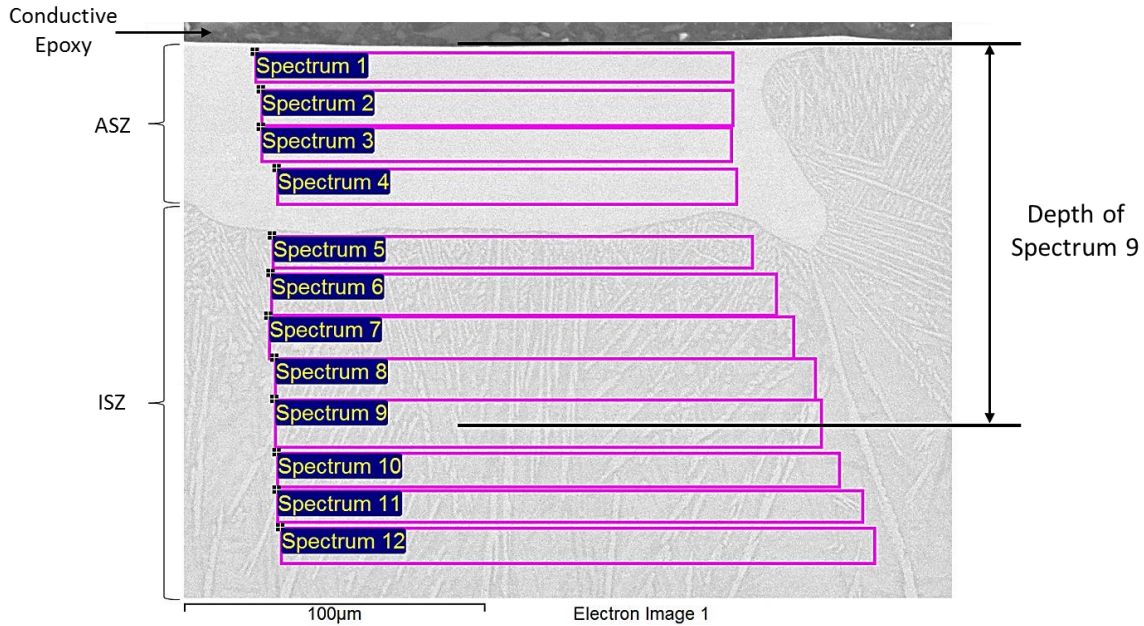 Conductive
Epoxy
ASZ
ISZ
Spectrum 1
Spectrum 2
Spectrum 3
Spectrum 4
Spectrum 5
Spectrum 6
Spectrum 7
Spectrum 8
Spectrum 9
Spectrum 10
Spectrum 11
Spectrum 12
Depth of
Spectrum 9
100µm
Electron Image 1